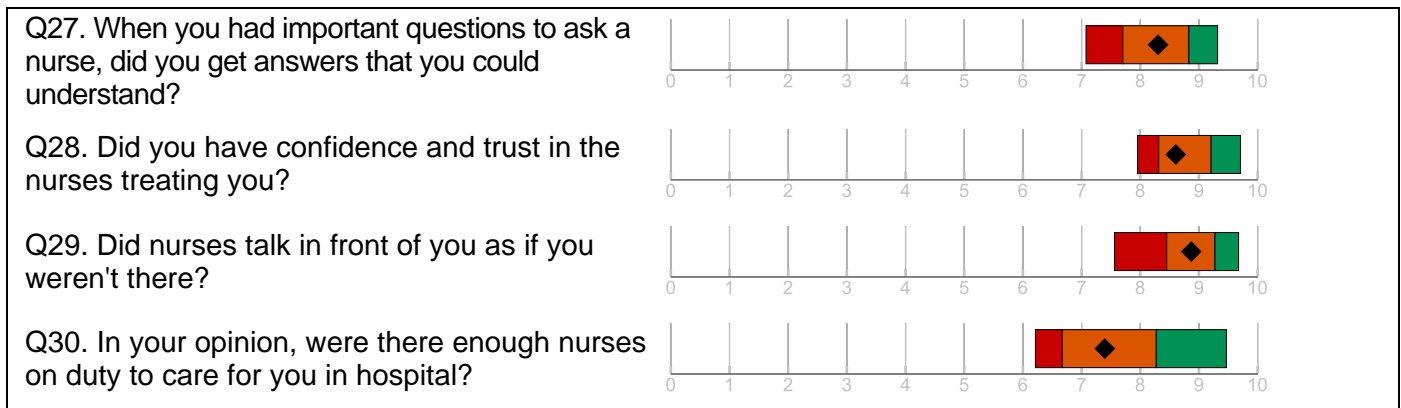 Q27. When you had important questions to ask a
nurse, did you get answers that you could
understand?
0 1 2 3 4 5 6 7 8 9 10
Q28. Did you have confidence and trust in the
nurses treating you?
0 1 2 3 4 5 6 7 8 9 10
Q29. Did nurses talk in front of you as if you
weren't there?
0 1 2 3 4 5 6 7 8 9 10
Q30. In your opinion, were there enough nurses
on duty to care for you in hospital?
0 1 2 3 4 5 6 7 8 9 10